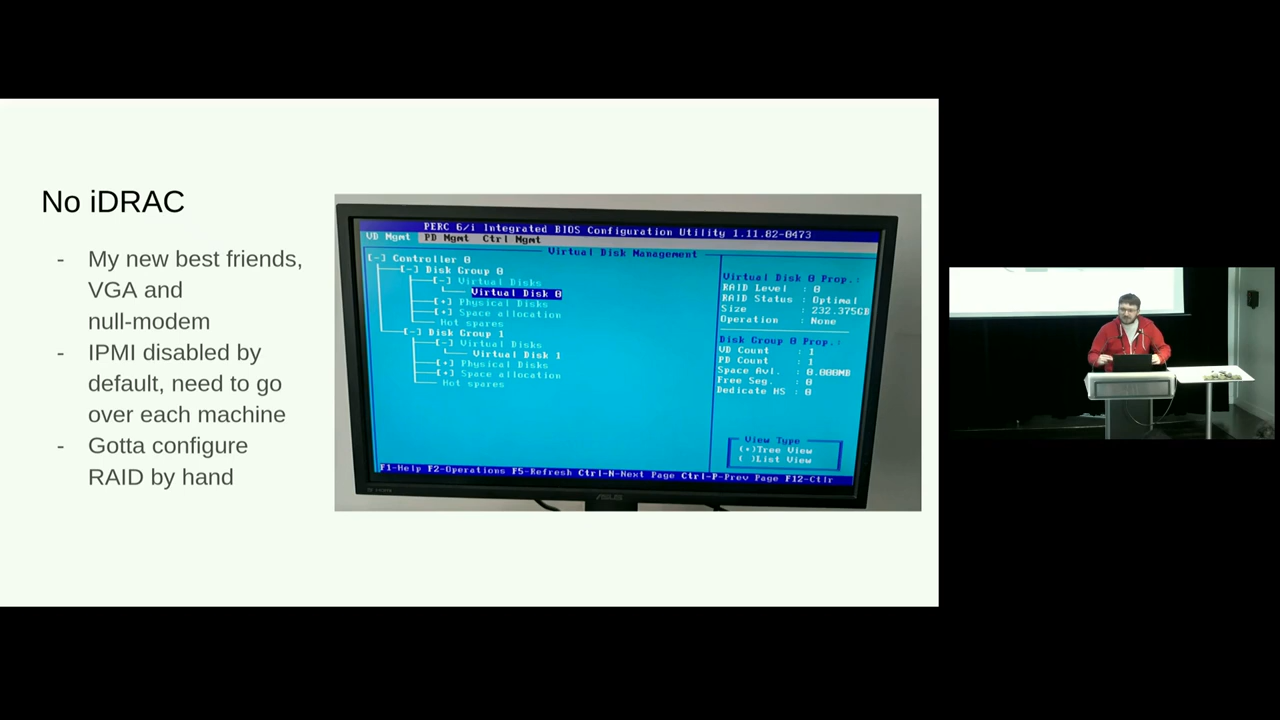 No iDRAC
- My new best friends,
VGA and
null-modem
- IPMI disabled by
default, need to go
over each machine
- Gotta configure
RAID by hand
PERC 6/i Integrated BIOS Configuration Utility 1.11.82-0473
VD Mgmt PD Mgmt Ctrl Mgmt
Virtual Disk Management
[-] Controller 0
[-] Disk Group 0
[-] Virtual Disks
Virtual Disk 0
[+] Physical Disks
[+] Space allocation
Hot spares
[-] Disk Group 1
[-] Virtual Disks
Virtual Disk 1
[+] Physical Disks
[+] Space allocation
Hot spares
Virtual Disk 0 Prop.:
RAID Level : 0
RAID Status : Optimal
Size : 232.375GB
Operation : None
Disk Group 0 Prop.:
VD Count : 1
PD Count : 1
Space Avl. : 0.000MB
Free Seg. : 0
Dedicate HS : 0
View Type
(•)Tree View
( )List View
F1-Help F2-Operations F5-Refresh Ctrl-N-Next Page Ctrl-P-Prev Page F12-Ctlr
ASUS